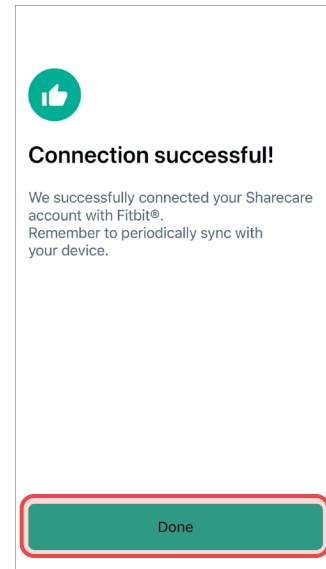 Connection successful!
We successfully connected your Sharecare
account with Fitbit®.
Remember to periodically sync with
your device.
Done